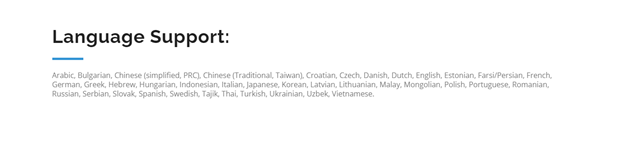 Language Support:
Arabic, Bulgarian, Chinese (simplified, PRC), Chinese (Traditional, Taiwan), Croatian, Czech, Danish, Dutch, English, Estonian, Farsi/Persian, French,
German, Greek, Hebrew, Hungarian, Indonesian, Italian, Japanese, Korean, Latvian, Lithuanian, Malay, Mongolian, Polish, Portuguese, Romanian,
Russian, Serbian, Slovak, Spanish, Swedish, Tajik, Thai, Turkish, Ukrainian, Uzbek, Vietnamese.